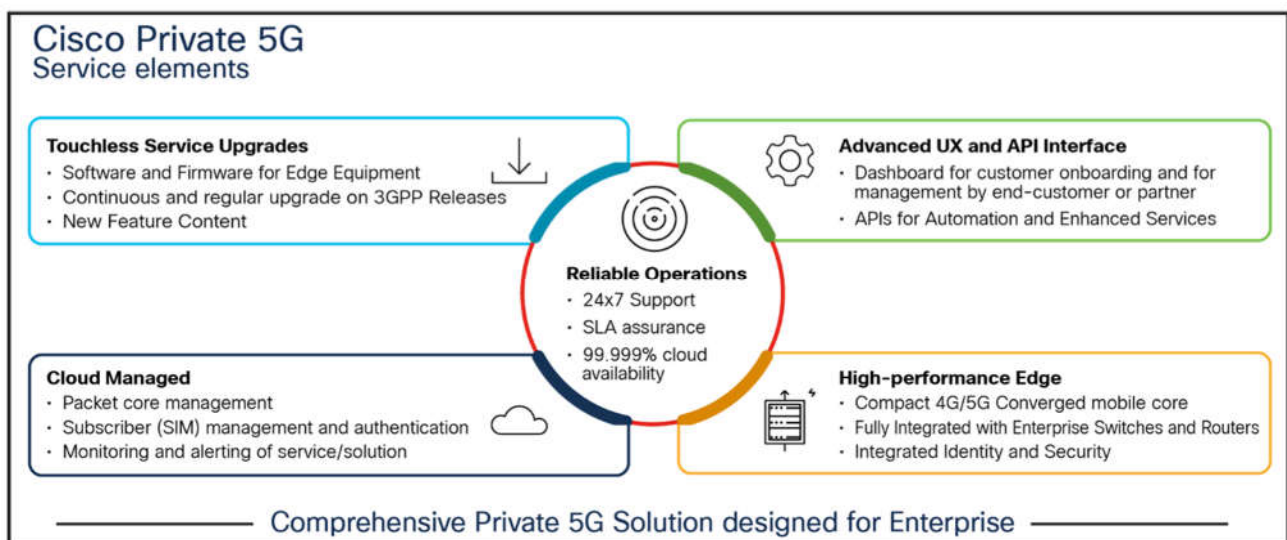 Cisco Private 5G
Service elements
Touchless Service Upgrades
· Software and Firmware for Edge Equipment
· Continuous and regular upgrade on 3GPP Releases
· New Feature Content
Advanced UX and API Interface
· Dashboard for customer onboarding and for
management by end-customer or partner
· APIs for Automation and Enhanced Services
Reliable Operations
· 24x7 Support
· SLA assurance
· 99.999% cloud
availability
Cloud Managed
· Packet core management
· Subscriber (SIM) management and authentication
· Monitoring and alerting of service/solution
High-performance Edge
· Compact 4G/5G Converged mobile core
· Fully Integrated with Enterprise Switches and Routers
· Integrated Identity and Security
Comprehensive Private 5G Solution designed for Enterprise